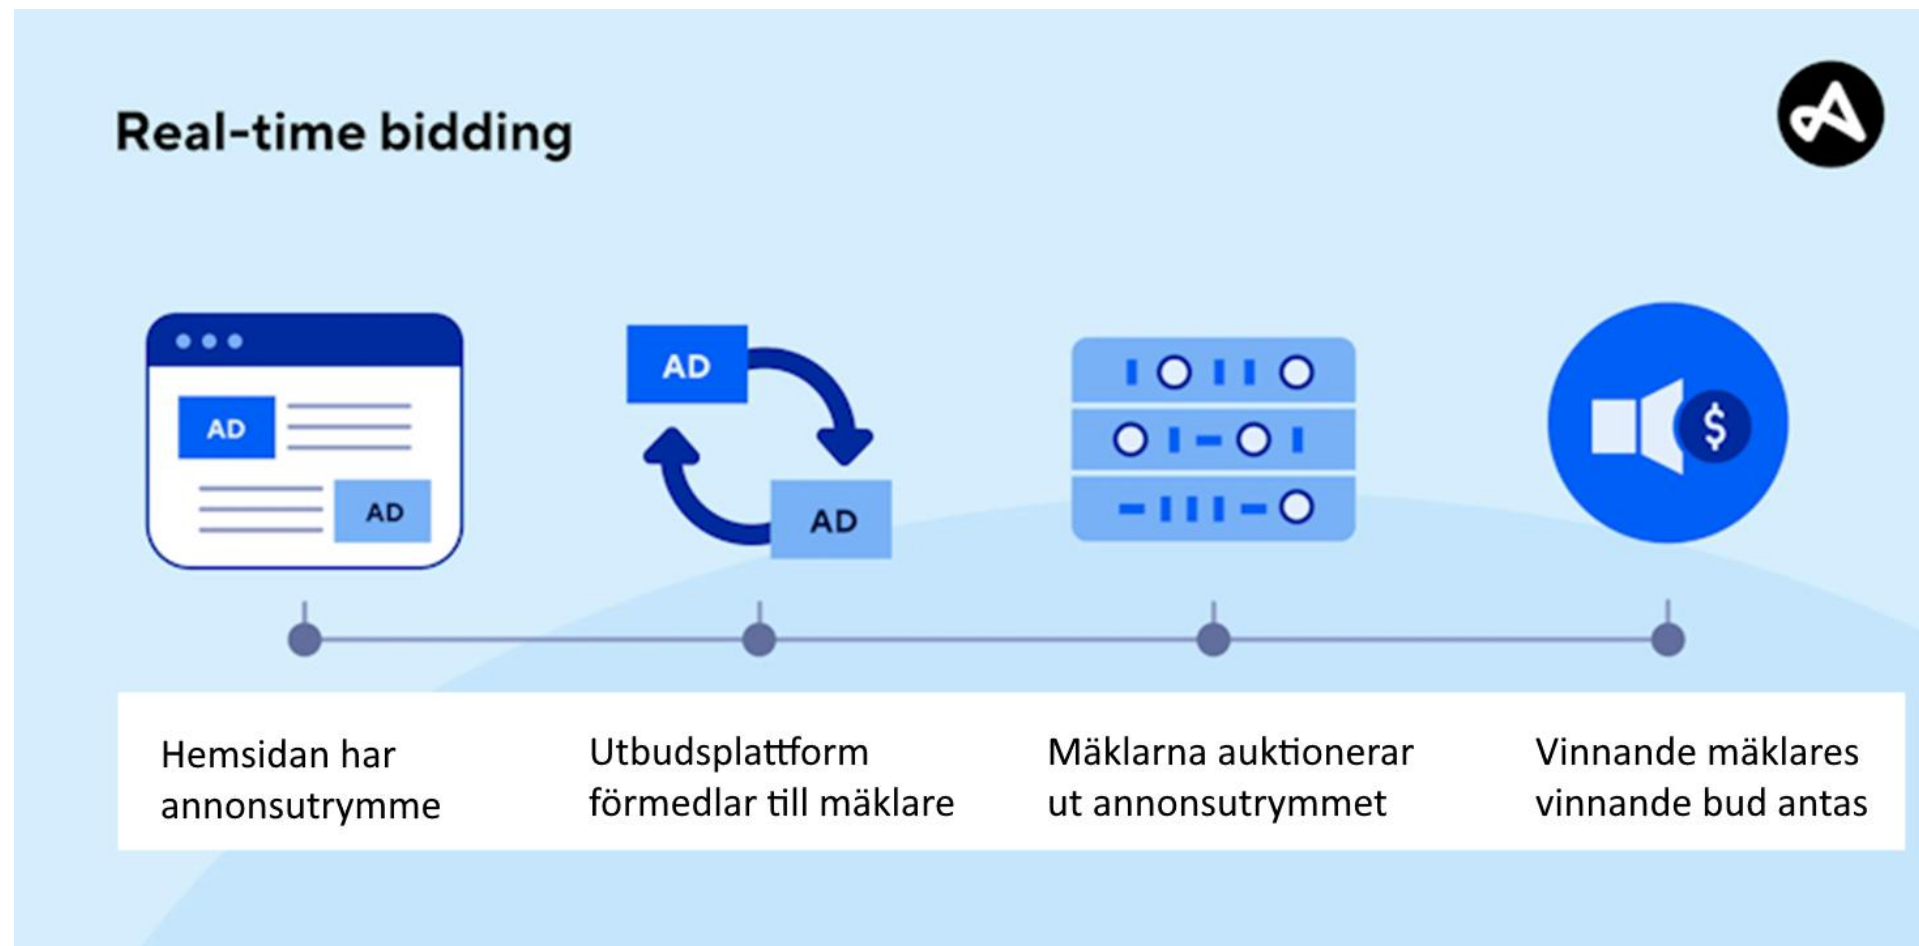 Real-time bidding
AD
AD
AD
AD
$
Hemsidan har
annonsutrymme
Utbudsplattform
förmedlar till mäklare
Mäklarna auktionerar
ut annonsutrymmet
Vinnande mäklares
vinnande bud antas